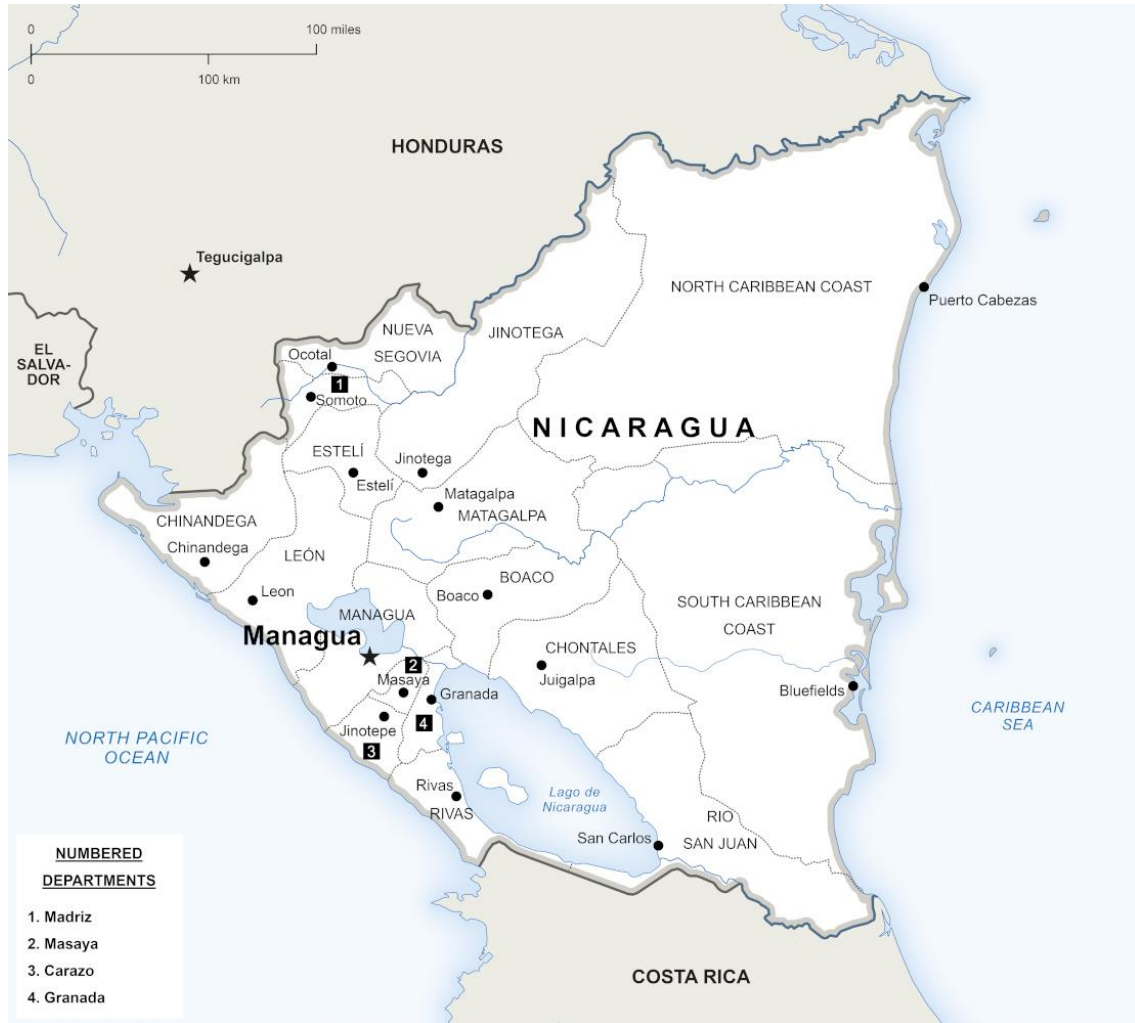 0 100 miles
0 100 km
HONDURAS
Tegucigalpa
EL
SALVA-
DOR
NORTH CARIBBEAN COAST
Puerto Cabezas
NUEVA
SEGOVIA
JINOTEGA
Ocotal
1
Somoto
NICARAGUA
ESTELÍ
Estelí
Jinotega
Matagalpa
MATAGALPA
CHINANDEGA
Chinandega
LEÓN
Leon
BOACO
Boaco
MANAGUA
Managua
SOUTH CARIBBEAN
COAST
CHONTALES
Juigalpa
2
Masaya
Granada
4
Jinotepe
3
Bluefields
CARIBBEAN
SEA
NORTH PACIFIC
OCEAN
Rivas
RIVAS
Lago de
Nicaragua
San Carlos
RIO
SAN JUAN
COSTA RICA
NUMBERED
DEPARTMENTS
1. Madriz
2. Masaya
3. Carazo
4. Granada